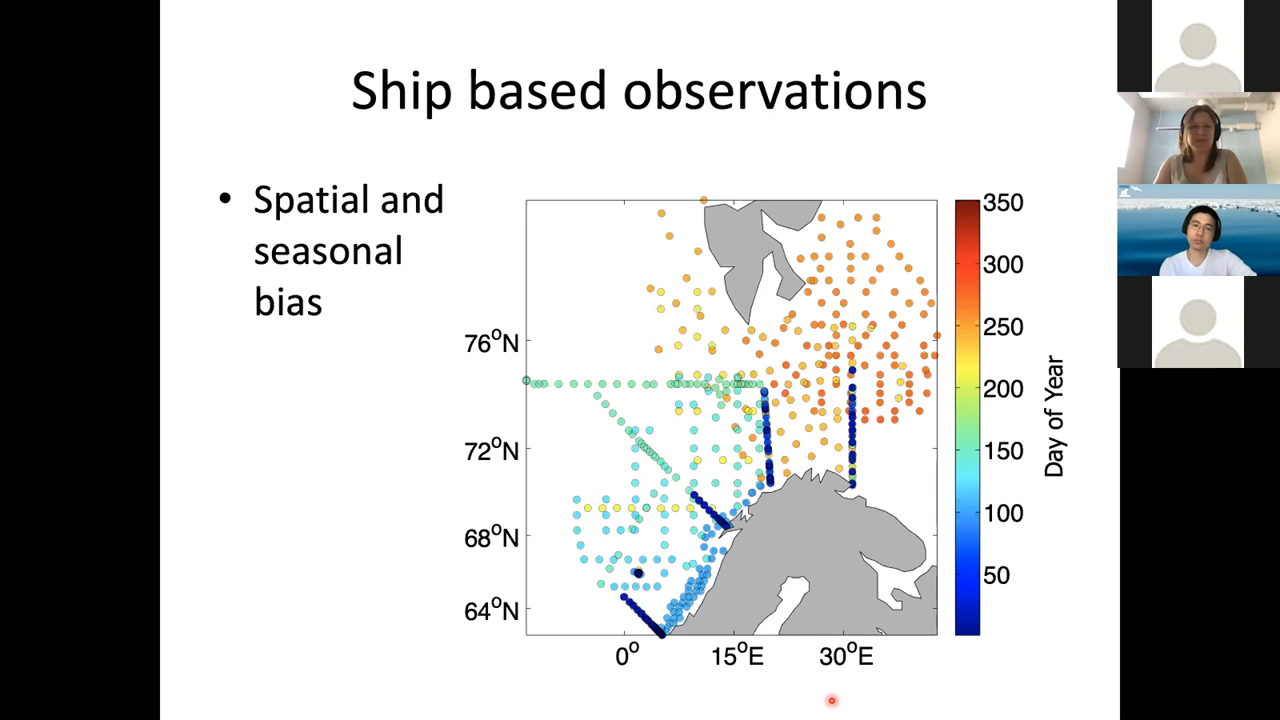 Ship based observations
• Spatial and
seasonal
bias
76°N
72°N
68°N
64°N
0°
15°E
30°E
350
300
250
200
150
100
50
Day of Year